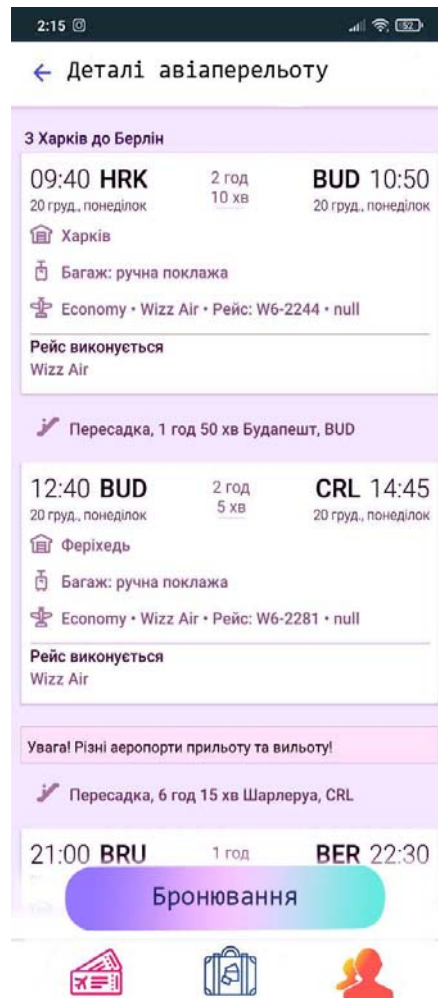 2:15
52
Деталі авіаперельоту
З Харків до Берлін
09:40 HRK 2 год BUD 10:50
20 груд., понеділок 10 хв 20 груд., понеділок
Харків
Багаж: ручна поклажа
Economy • Wizz Air • Рейс: W6-2244 • null
Рейс виконується
Wizz Air
Пересадка, 1 год 50 хв Будапешт, BUD
12:40 BUD 2 год CRL 14:45
20 груд., понеділок 5 хв 20 груд., понеділок
Феріхедь
Багаж: ручна поклажа
Economy • Wizz Air • Рейс: W6-2281 • null
Рейс виконується
Wizz Air
Увага! Різні аеропорти прильоту та вильоту!
Пересадка, 6 год 15 хв Шарлеруа, CRL
21:00 BRU 1 год BER 22:30
Бронювання